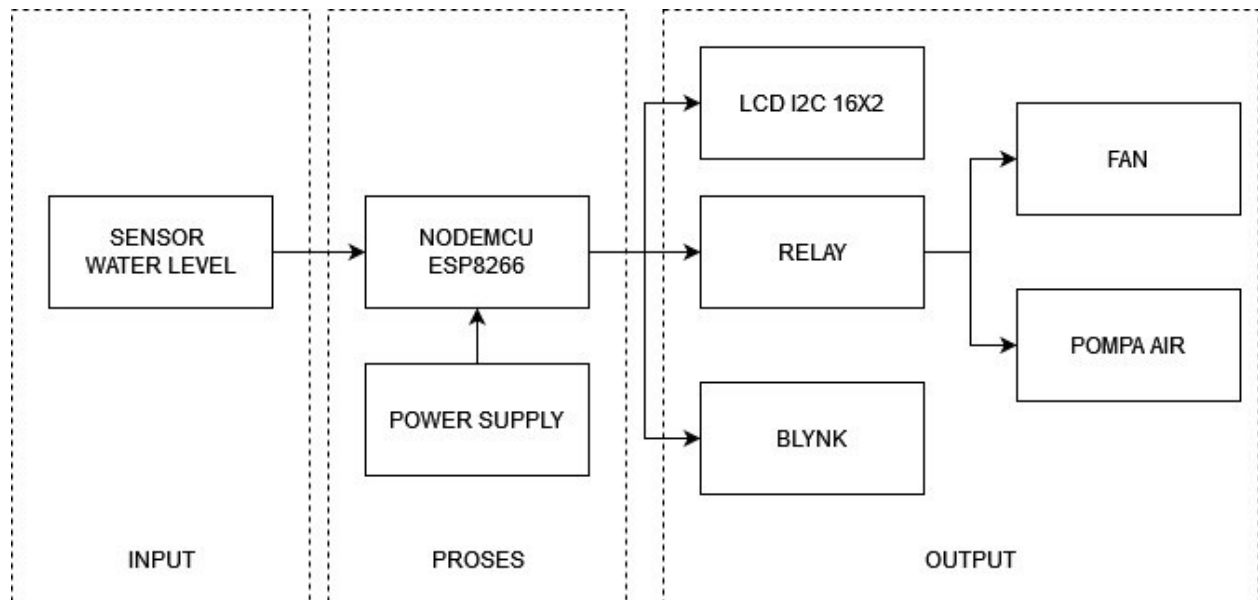 SENSOR
WATER LEVEL
INPUT
NODEMCU
ESP8266
POWER SUPPLY
PROSES
LCD I2C 16X2
RELAY
BLYNK
FAN
POMPA AIR
OUTPUT